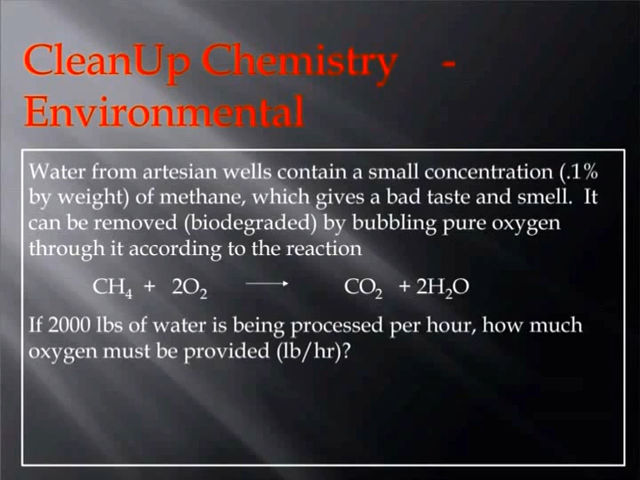 CleanUp Chemistry -
Environmental
Water from artesian wells contain a small concentration (.1%
by weight) of methane, which gives a bad taste and smell. It
can be removed (biodegraded) by bubbling pure oxygen
through it according to the reaction
CH₄ + 2O₂ → CO₂ + 2H₂O
If 2000 lbs of water is being processed per hour, how much
oxygen must be provided (lb/hr)?